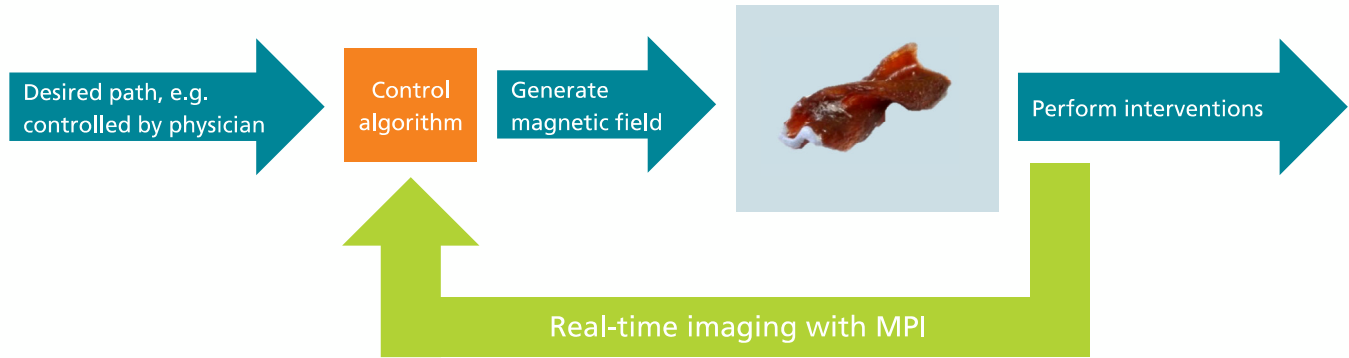 Desired path, e.g.
controlled by physician
Control
algorithm
Generate
magnetic field
Perform interventions
Real-time imaging with MPI